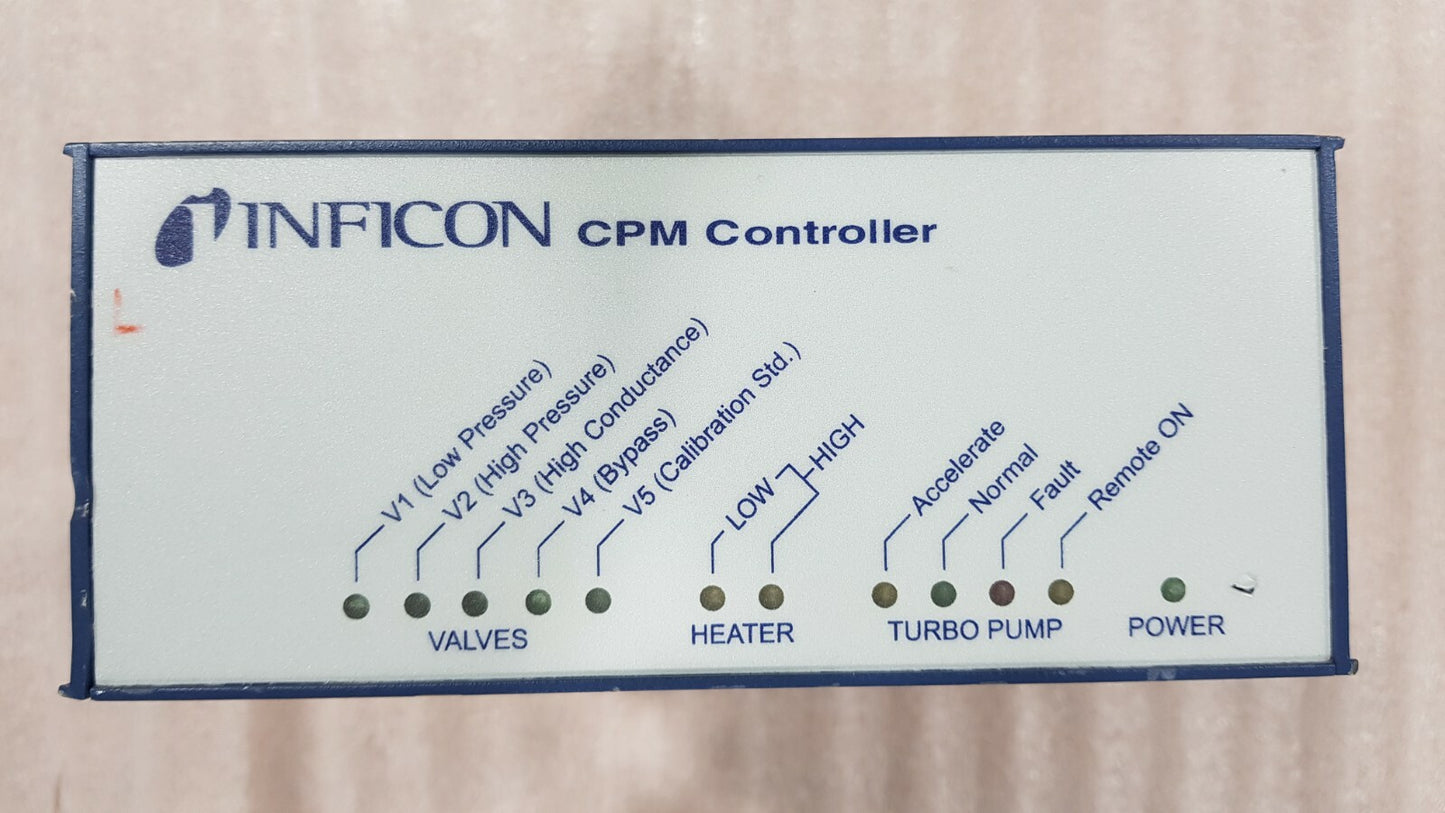 INFICON CPM Controller
V1 (Low Pressure)
V2 (High Pressure)
V3 (High Conductance)
V4 (Bypass)
V5 (Calibration Std.)
LOW
HIGH
Accelerate
Normal
Fault
Remote ON
VALVES
HEATER
TURBO PUMP
POWER